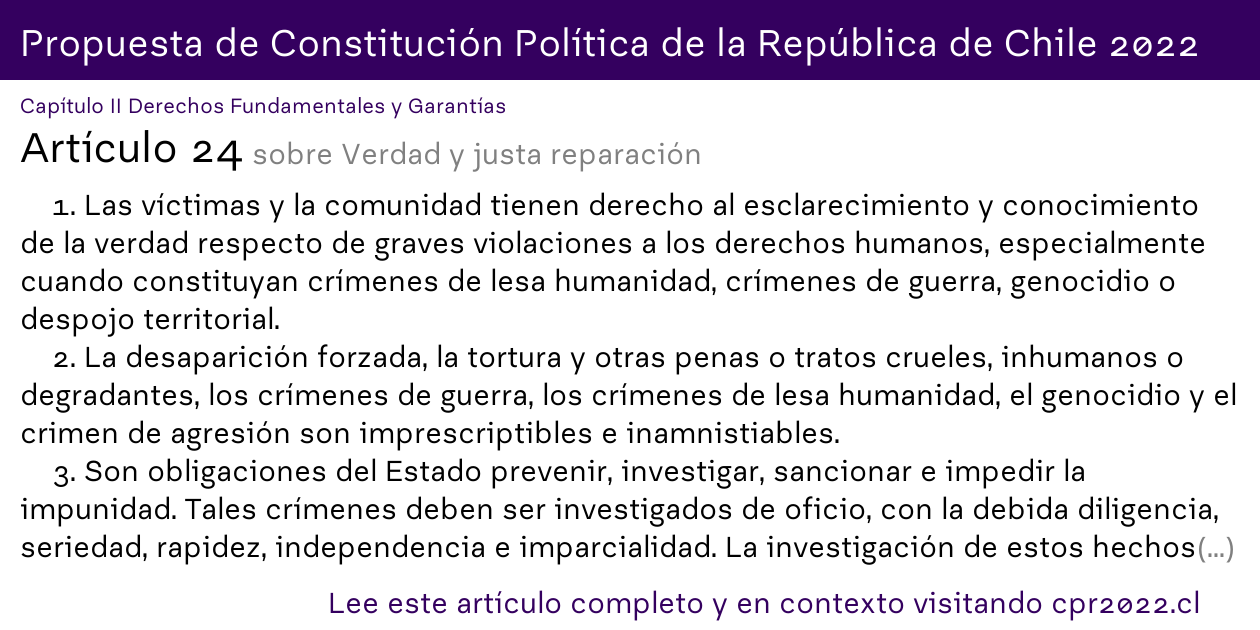 Propuesta de Constitución Política de la República de Chile 2022
Capítulo II Derechos Fundamentales y Garantías
Artículo 24 sobre Verdad y justa reparación
1. Las víctimas y la comunidad tienen derecho al esclarecimiento y conocimiento
de la verdad respecto de graves violaciones a los derechos humanos, especialmente
cuando constituyan crímenes de lesa humanidad, crímenes de guerra, genocidio o
despojo territorial.
2. La desaparición forzada, la tortura y otras penas o tratos crueles, inhumanos o
degradantes, los crímenes de guerra, los crímenes de lesa humanidad, el genocidio y el
crimen de agresión son imprescriptibles e inamnistiables.
3. Son obligaciones del Estado prevenir, investigar, sancionar e impedir la
impunidad. Tales crímenes deben ser investigados de oficio, con la debida diligencia,
seriedad, rapidez, independencia e imparcialidad. La investigación de estos hechos(...)
Lee este artículo completo y en contexto visitando cpr2022.cl